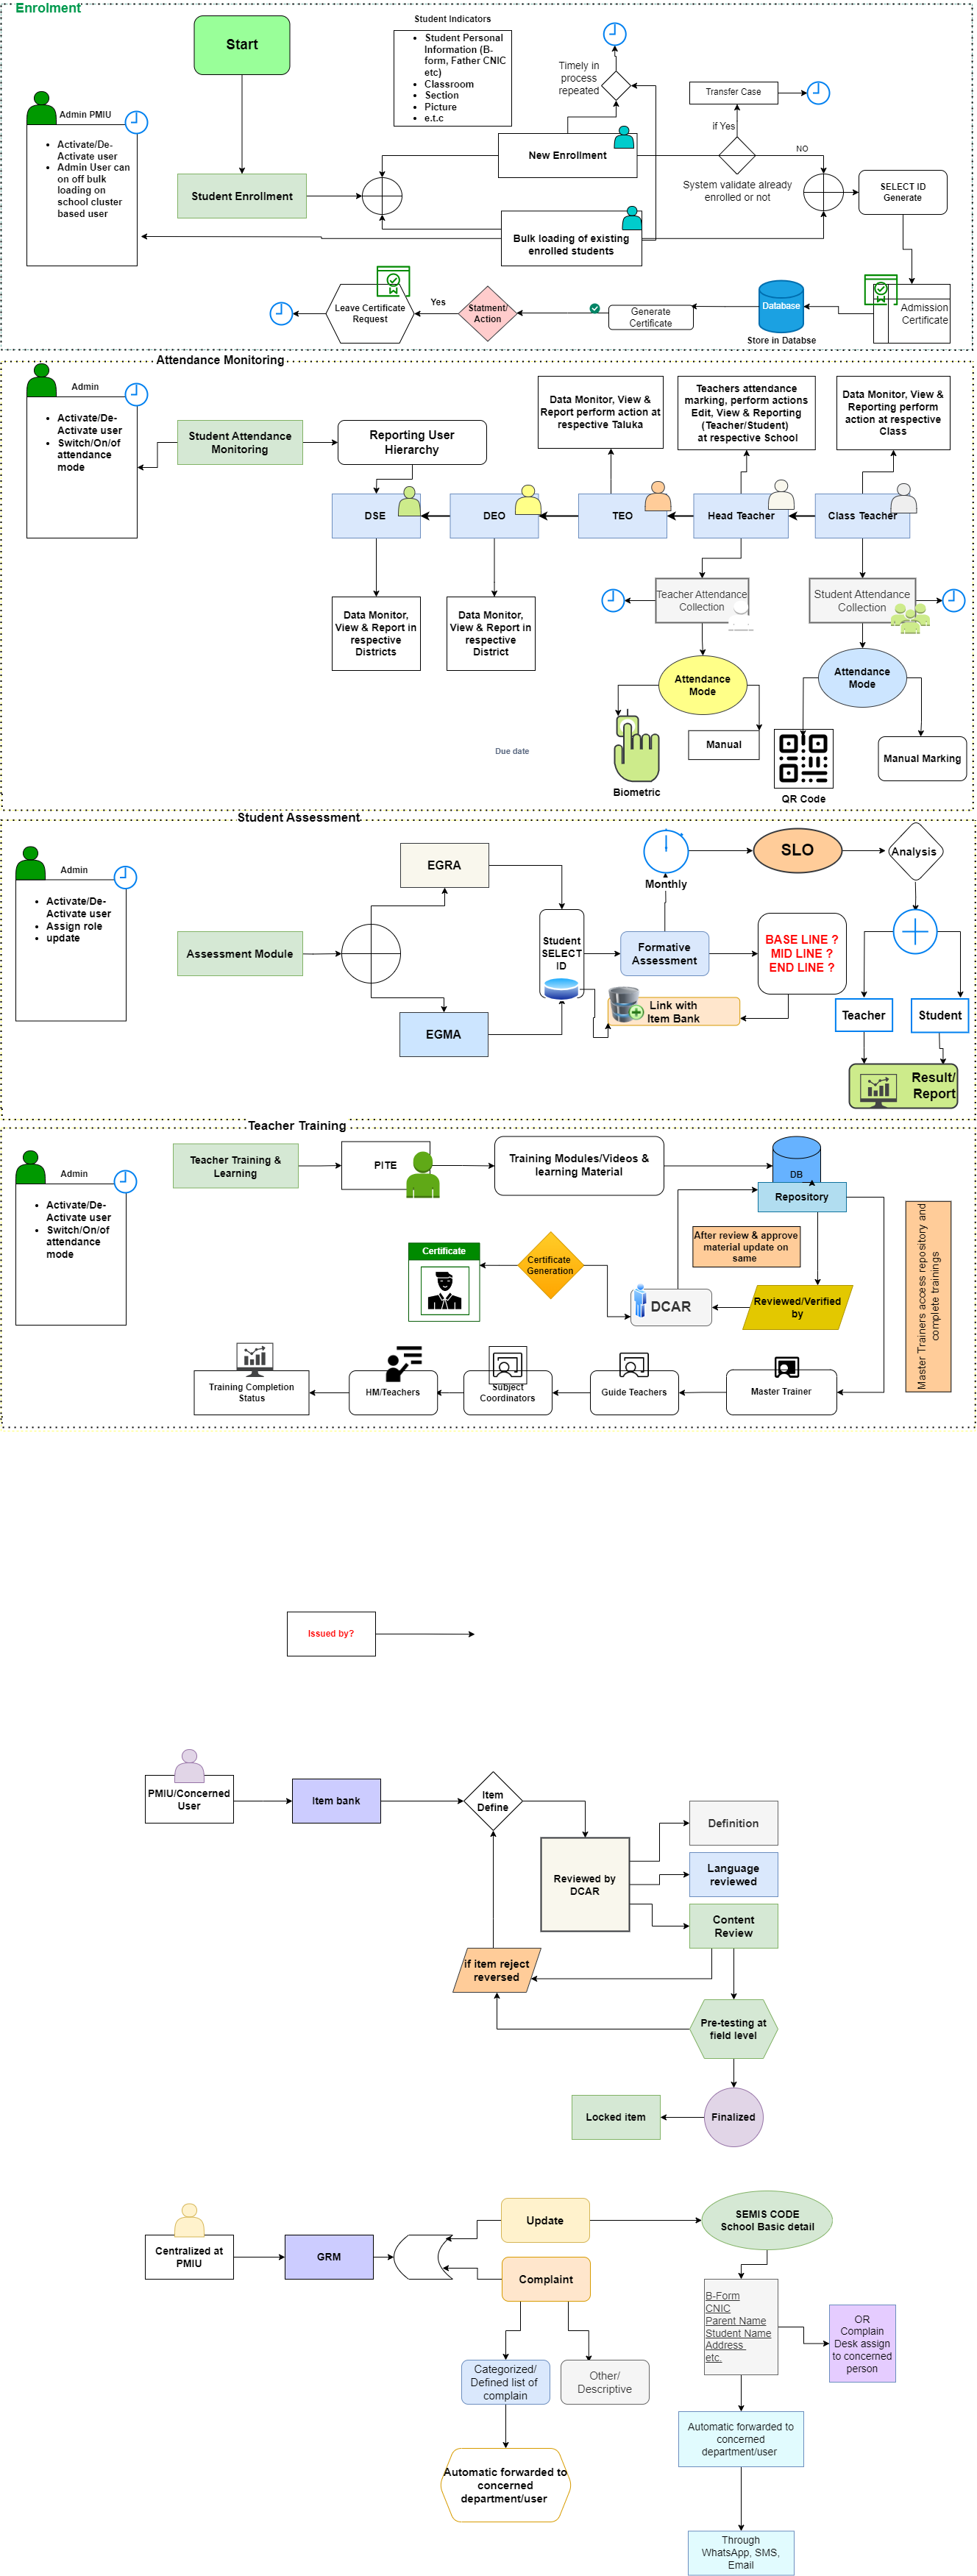 Enrolment
Start
Student Indicators
Student Personal
Information (B-
form, Father CNIC
etc)
Classroom
Section
Picture
e.t.c
Timely in
process
repeated
Transfer Case
if Yes
NO
System validate already
enrolled or not
Admin PMIU
Activate/De-
Activate user
Admin User can
on off bulk
loading on
school cluster
based user
Student Enrollment
New Enrollment
Bulk loading of existing
enrolled students
SELECT ID
Generate
Leave Certificate
Request
Yes
Statment/
Action
Generate
Certificate
Database
Store in Databse
Admission
Certificate
Attendance Monitoring
Admin
Activate/De-
Activate user
Switch/On/of
attendance
mode
Student Attendance
Monitoring
Reporting User
Hierarchy
Data Monitor, View &
Report perform action at
respective Taluka
Teachers attendance
marking, perform actions
Edit, View & Reporting
(Teacher/Student)
at respective School
Data Monitor, View &
Reporting perform
action at respective
Class
DSE
DEO
TEO
Head Teacher
Class Teacher
Data Monitor,
View & Report in
respective
Districts
Data Monitor,
View & Report in
respective
District
Teacher Attendance
Collection
Student Attendance
Collection
Attendance
Mode
Attendance
Mode
Due date
Manual
Manual Marking
Biometric
QR Code
Student Assessment
Admin
Activate/De-
Activate user
Assign role
update
Assessment Module
EGRA
EGMA
Student
SELECT
ID
Monthly
SLO
Analysis
Formative
Assessment
BASE LINE ?
MID LINE ?
END LINE ?
Link with
Item Bank
Teacher
Student
Result/
Report
Teacher Training
Admin
Activate/De-
Activate user
Switch/On/of
attendance
mode
Teacher Training &
Learning
PITE
Training Modules/Videos &
learning Material
DB
Repository
After review & approve
material update on
same
Certificate
Certificate
Generation
DCAR
Reviewed/Verified
by
Master Trainers access repository and
complete trainings
Training Completion
Status
HM/Teachers
Subject
Coordinators
Guide Teachers
Master Trainer
Issued by?
PMIU/Concerned
User
Item bank
Item
Define
Reviewed by
DCAR
Definition
Language
reviewed
Content
Review
if item reject
reversed
Pre-testing at
field level
Locked item
Finalized
Centralized at
PMIU
GRM
Update
Complaint
SEMIS CODE
School Basic detail
B-Form
CNIC
Parent Name
Student Name
Address
etc.
OR
Complain
Desk assign
to concerned
person
Categorized/
Defined list of
complain
Other/
Descriptive
Automatic forwarded to
concerned
department/user
Automatic forwarded to
concerned
department/user
Through
WhatsApp, SMS,
Email